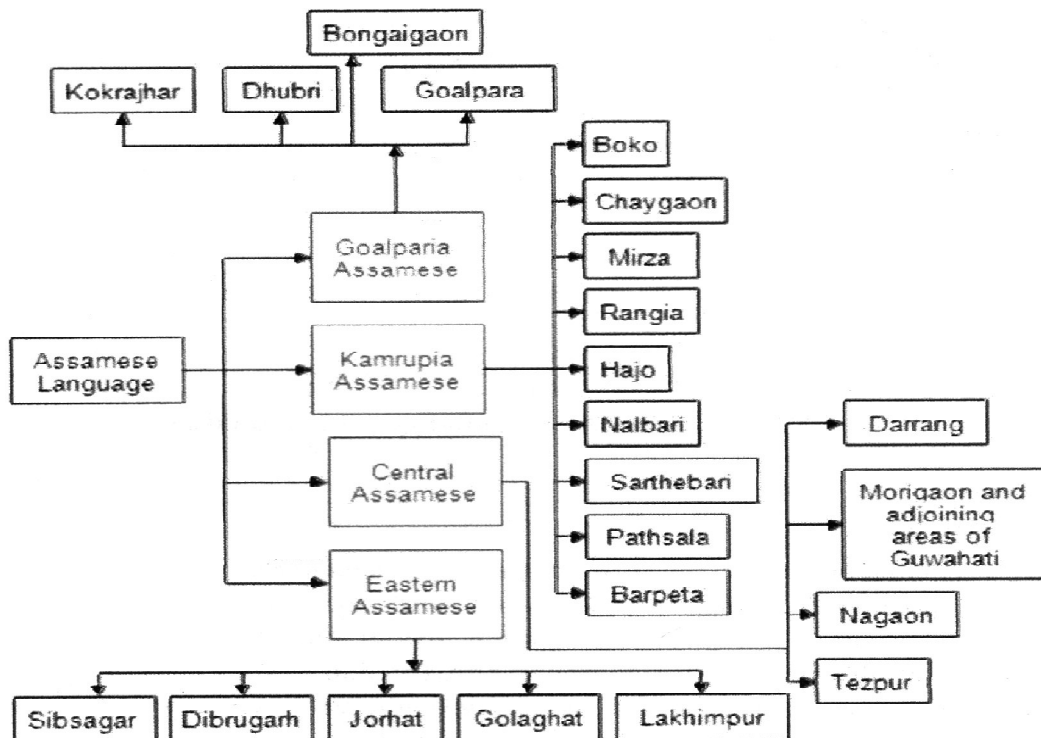 Bongaigaon
Kokrajhar
Dhubri
Goalpara
Boko
Chaygaon
Goalparia
Assamese
Mirza
Rangia
Assamese
Language
Kamrupia
Assamese
Hajo
Nalbari
Darrang
Central
Assamese
Sarthebari
Morigaon and
adjoining
areas of
Guwahati
Pathsala
Eastern
Assamese
Barpeta
Nagaon
Tezpur
Sibsagar
Dibrugarh
Jorhat
Golaghat
Lakhimpur